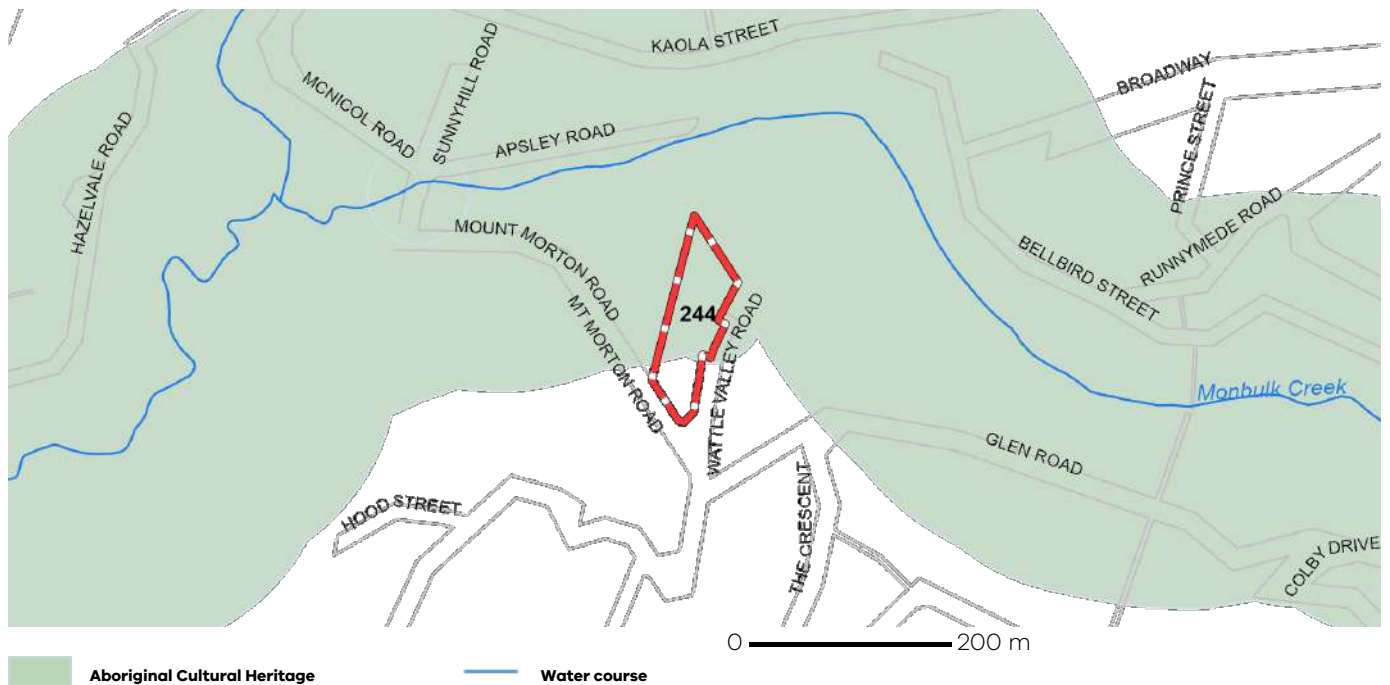 KAOLA STREET
BROADWAY
MCNICOL ROAD
SUNNYHILL ROAD
APSLEY ROAD
PRINCE STREET
HAZELVALE ROAD
MOUNT MORTON ROAD
RUNNYMEDE ROAD
BELLBIRD STREET
244
MT MORTON ROAD
WATTLE VALLEY ROAD
Monbulk Creek
GLEN ROAD
HOOD STREET
THE CRESCENT
COLBY DRIVE
0 200 m
Aboriginal Cultural Heritage Water course